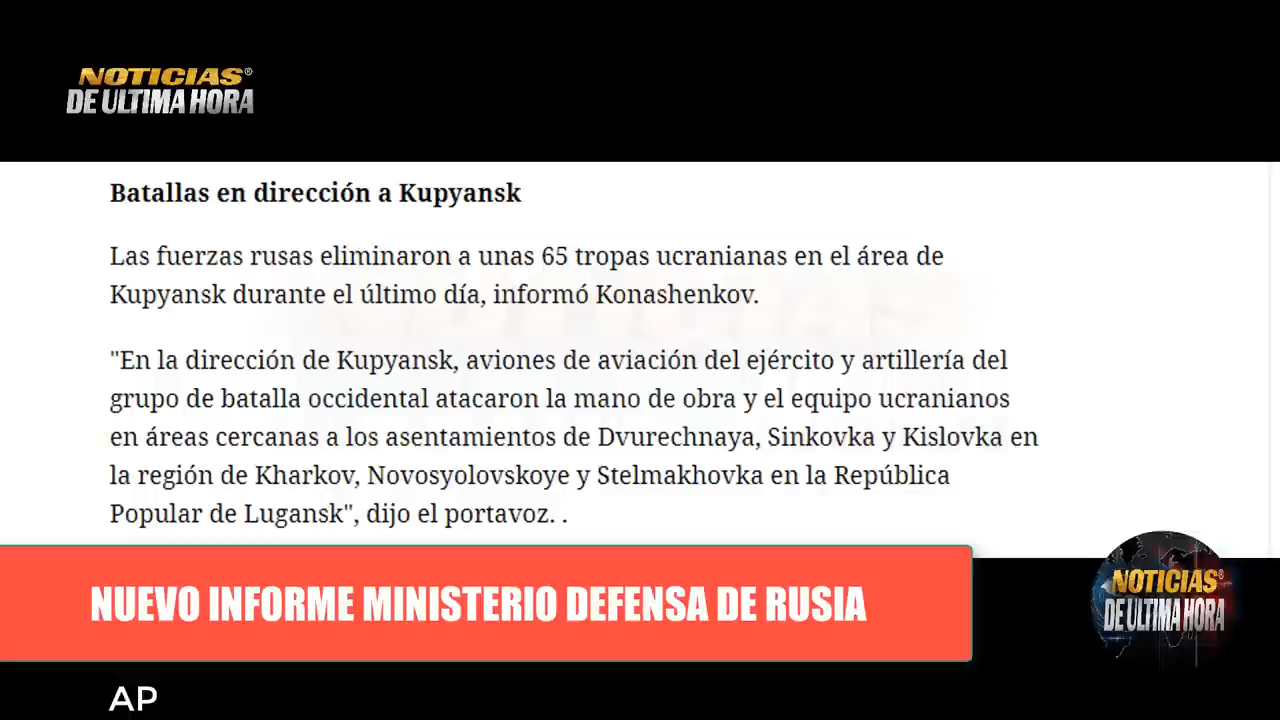 NOTICIAS®
DE ULTIMA HORA
Batallas en dirección a Kupyansk
Las fuerzas rusas eliminaron a unas 65 tropas ucranianas en el área de
Kupyansk durante el último día, informó Konashenkov.
"En la dirección de Kupyansk, aviones de aviación del ejército y artillería del
grupo de batalla occidental atacaron la mano de obra y el equipo ucranianos
en áreas cercanas a los asentamientos de Dvurechnaya, Sinkovka y Kislovka en
la región de Kharkov, Novosyolovskoye y Stelmakhovka en la República
Popular de Lugansk", dijo el portavoz. .
NUEVO INFORME MINISTERIO DEFENSA DE RUSIA
NOTICIAS®
DE ULTIMA HORA
AP